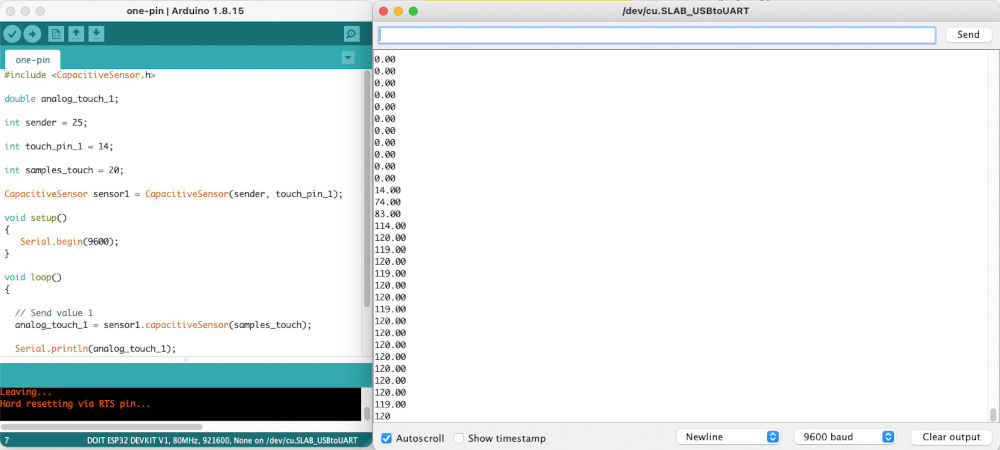 one-pin | Arduino 1.8.15
one-pin
#include <CapacitiveSensor.h>
double analog_touch_1;
int sender = 25;
int touch_pin_1 = 14;
int samples_touch = 20;
CapacitiveSensor sensor1 = CapacitiveSensor(sender, touch_pin_1);
void setup()
{
Serial.begin(9600);
}
void loop()
{
// Send value 1
analog_touch_1 = sensor1.capacitiveSensor(samples_touch);
Serial.println(analog_touch_1);
Leaving...
Hard resetting via RTS pin...
7 DOIT ESP32 DEVKIT V1, 80MHz, 921600, None on /dev/cu.SLAB_USBtoUART
/dev/cu.SLAB_USBtoUART
Send
0.00
0.00
0.00
0.00
0.00
0.00
0.00
0.00
0.00
0.00
0.00
14.00
74.00
83.00
114.00
120.00
119.00
120.00
119.00
120.00
120.00
119.00
120.00
120.00
120.00
120.00
120.00
120.00
120.00
119.00
120
Autoscroll Show timestamp Newline 9600 baud Clear output